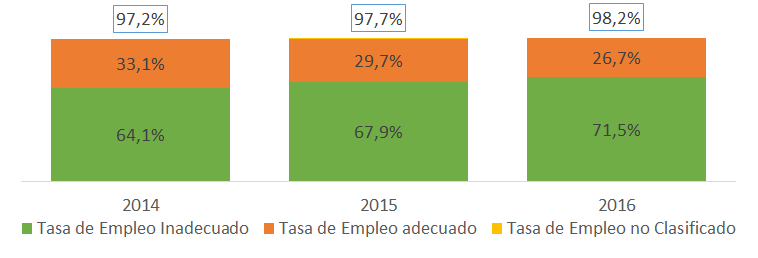 97,2% 97,7% 98,2%
33,1% 29,7% 26,7%
64,1% 67,9% 71,5%
2014 2015 2016
Tasa de Empleo Inadecuado Tasa de Empleo adecuado Tasa de Empleo no Clasificado